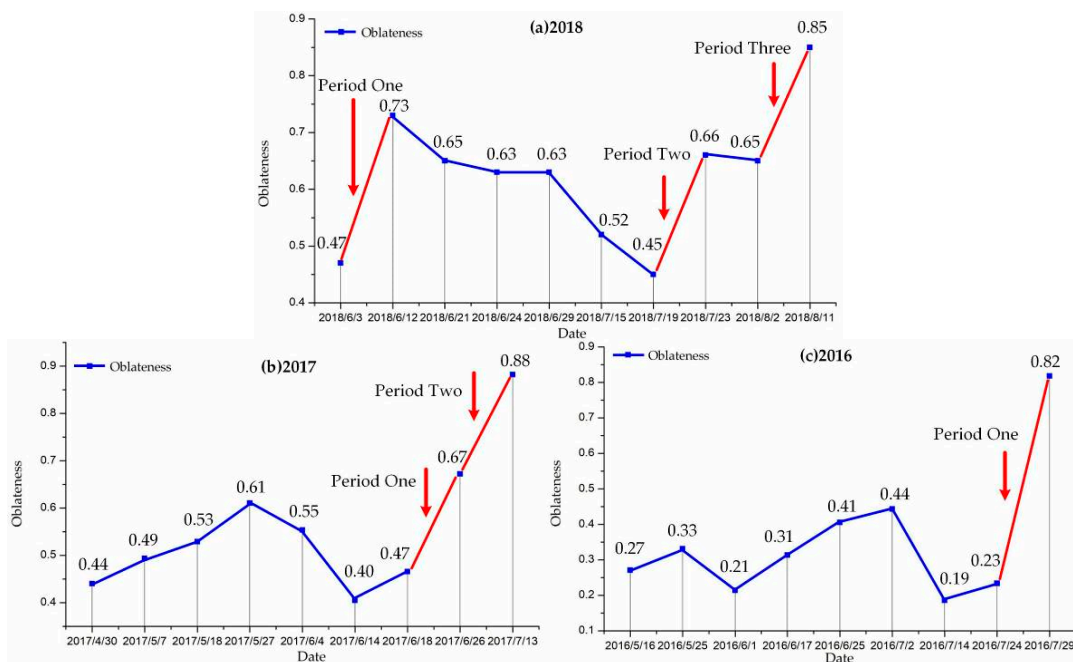 (a)2018
Oblateness
Period One
Period Two
Period Three
0.47
0.73
0.65
0.63
0.63
0.52
0.45
0.66
0.65
0.85
Oblateness
0.9
0.8
0.7
0.6
0.5
0.4
2018/6/3 2018/6/12 2018/6/21 2018/6/24 2018/6/29 2018/7/15 2018/7/19 2018/7/23 2018/8/2 2018/8/11
Date
(b)2017
Oblateness
Period One
Period Two
0.44
0.49
0.53
0.61
0.55
0.40
0.47
0.67
0.88
Oblateness
0.9
0.8
0.7
0.6
0.5
0.4
2017/4/30 2017/5/7 2017/5/18 2017/5/27 2017/6/4 2017/6/14 2017/6/18 2017/6/26 2017/7/13
Date
(c)2016
Oblateness
Period One
0.27
0.33
0.21
0.31
0.41
0.44
0.19
0.23
0.82
Oblateness
0.9
0.8
0.7
0.6
0.5
0.4
0.3
0.2
0.1
2016/5/16 2016/5/25 2016/6/1 2016/6/17 2016/6/25 2016/7/2 2016/7/14 2016/7/24 2016/7/29
Date